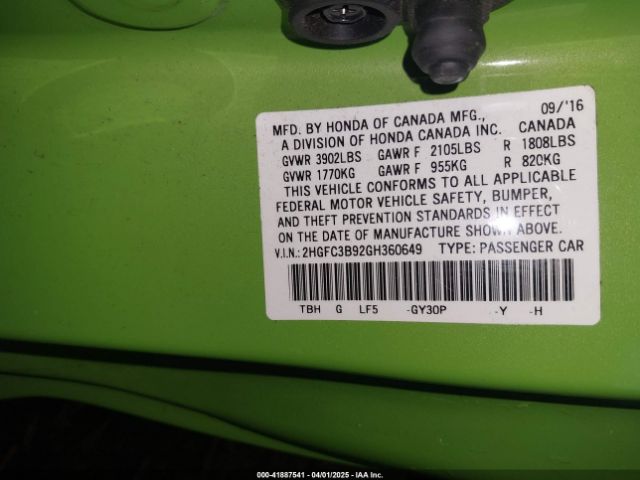 09/'16
MFD. BY HONDA OF CANADA MFG.,
A DIVISION OF HONDA CANADA INC. CANADA
GVWR 3902LBS GAWR F 2105LBS R 1808LBS
GVWR 1770KG GAWR F 955KG R 820KG
THIS VEHICLE CONFORMS TO ALL APPLICABLE
FEDERAL MOTOR VEHICLE SAFETY, BUMPER,
AND THEFT PREVENTION STANDARDS IN EFFECT
ON THE DATE OF MANUFACTURE SHOWN ABOVE.
V.I.N.: 2HGFC3B92GH360649 TYPE: PASSENGER CAR
TBH G LF5 -GY30P -Y -H
000-41887541 - 04/01/2025 - IAA Inc.